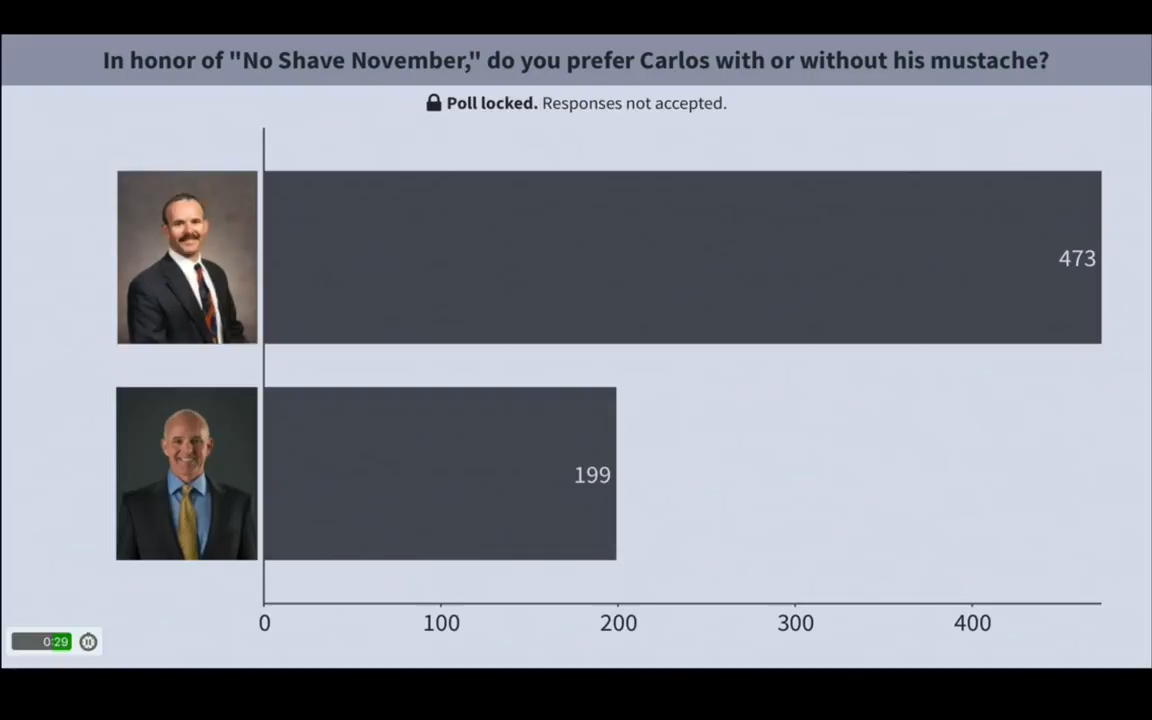 In honor of "No Shave November," do you prefer Carlos with or without his mustache?
Poll locked. Responses not accepted.
473
199
0 100 200 300 400
0:29